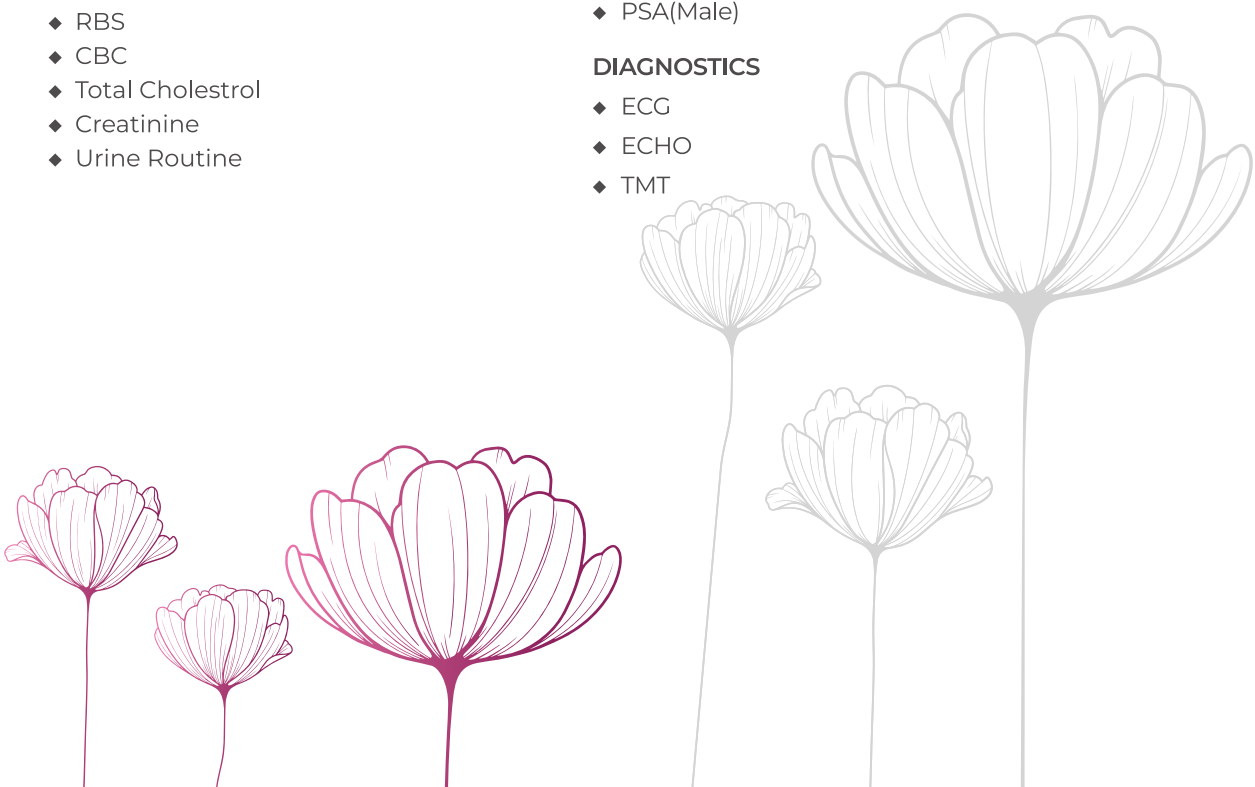 ◆ RBS
◆ CBC
◆ Total Cholestrol
◆ Creatinine
◆ Urine Routine
◆ PSA(Male)
DIAGNOSTICS
◆ ECG
◆ ECHO
◆ TMT